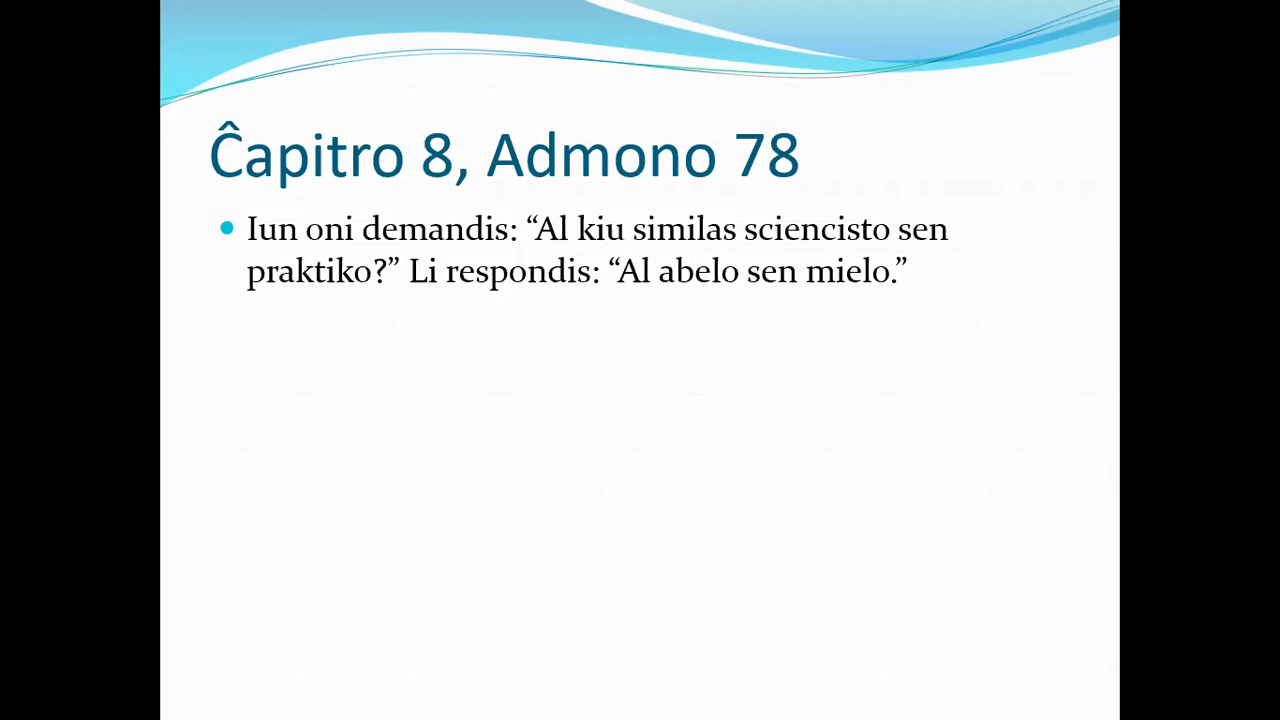 Ĉapitro 8, Admono 78
Iun oni demandis: “Al kiu similas sciencisto sen
praktiko?” Li respondis: “Al abelo sen mielo.”